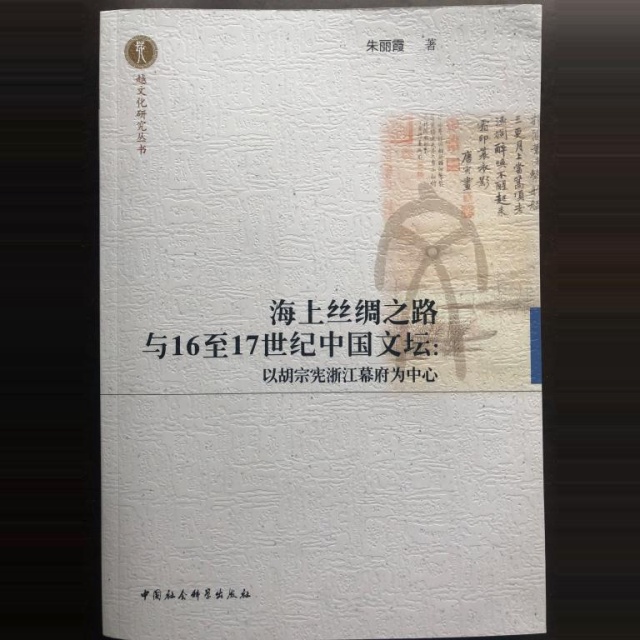 朱丽霞 著
越文化研究丛书
海上丝绸之路
与16至17世纪中国文坛:
以胡宗宪浙江幕府为中心
中国社会科学出版社